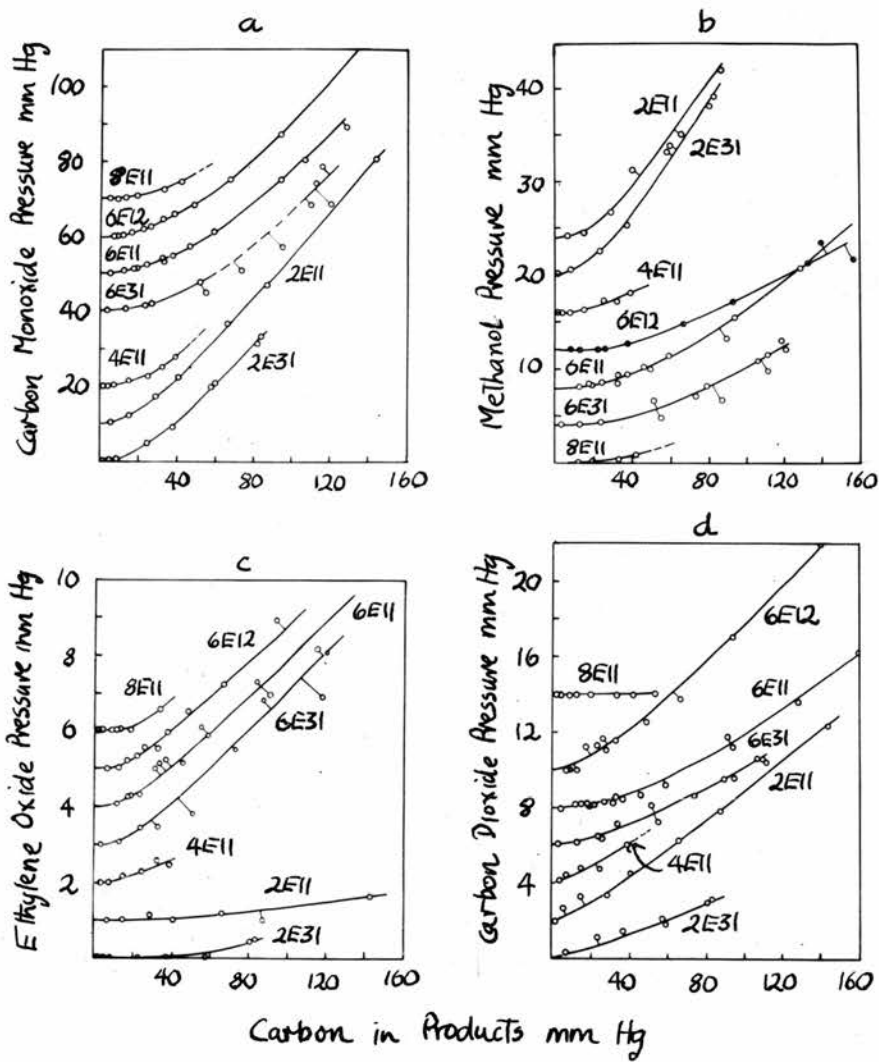 a
Carbon Monoxide Pressure mm Hg
100
80
60
40
20
8E11
6E12
6E11
6E31
4E11
2E11
2E31
40
80
120
160
b
Methanol Pressure mm Hg
40
30
20
10
2E11
2E31
4E11
6E12
6E11
6E31
8E11
40
80
120
160
c
Ethylene Oxide Pressure mm Hg
10
8
6
4
2
8E11
6E12
6E11
6E31
4E11
2E11
2E31
40
80
120
160
d
Carbon Dioxide Pressure mm Hg
20
16
12
8
4
8E11
6E12
6E11
6E31
2E11
4E11
2E31
40
80
120
160
Carbon in Products mm Hg